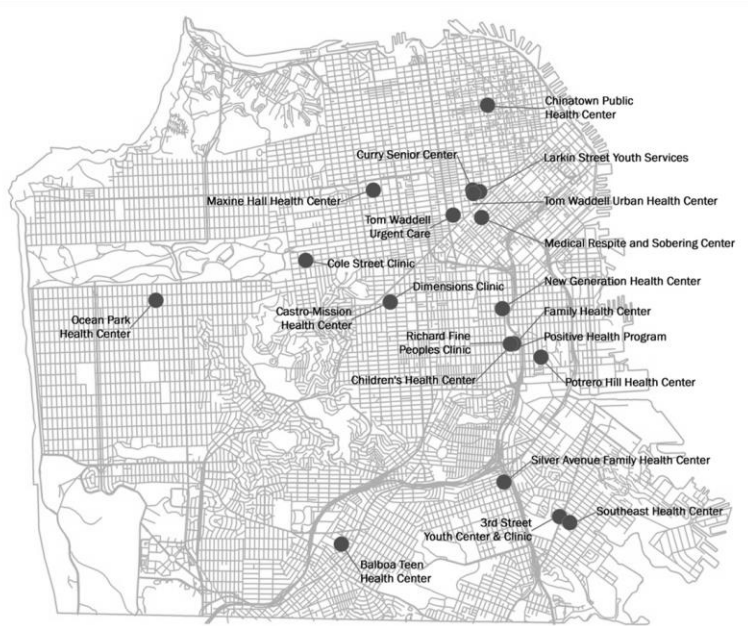 Chinatown Public
Health Center
Curry Senior Center
Larkin Street Youth Services
Maxine Hall Health Center
Tom Waddell Urban Health Center
Tom Waddell
Urgent Care
Medical Respite and Sobering Center
Cole Street Clinic
Dimensions Clinic
New Generation Health Center
Ocean Park
Health Center
Castro-Mission
Health Center
Family Health Center
Richard Fine
Peoples Clinic
Positive Health Program
Children's Health Center
Potrero Hill Health Center
Silver Avenue Family Health Center
3rd Street
Youth Center & Clinic
Southeast Health Center
Balboa Teen
Health Center